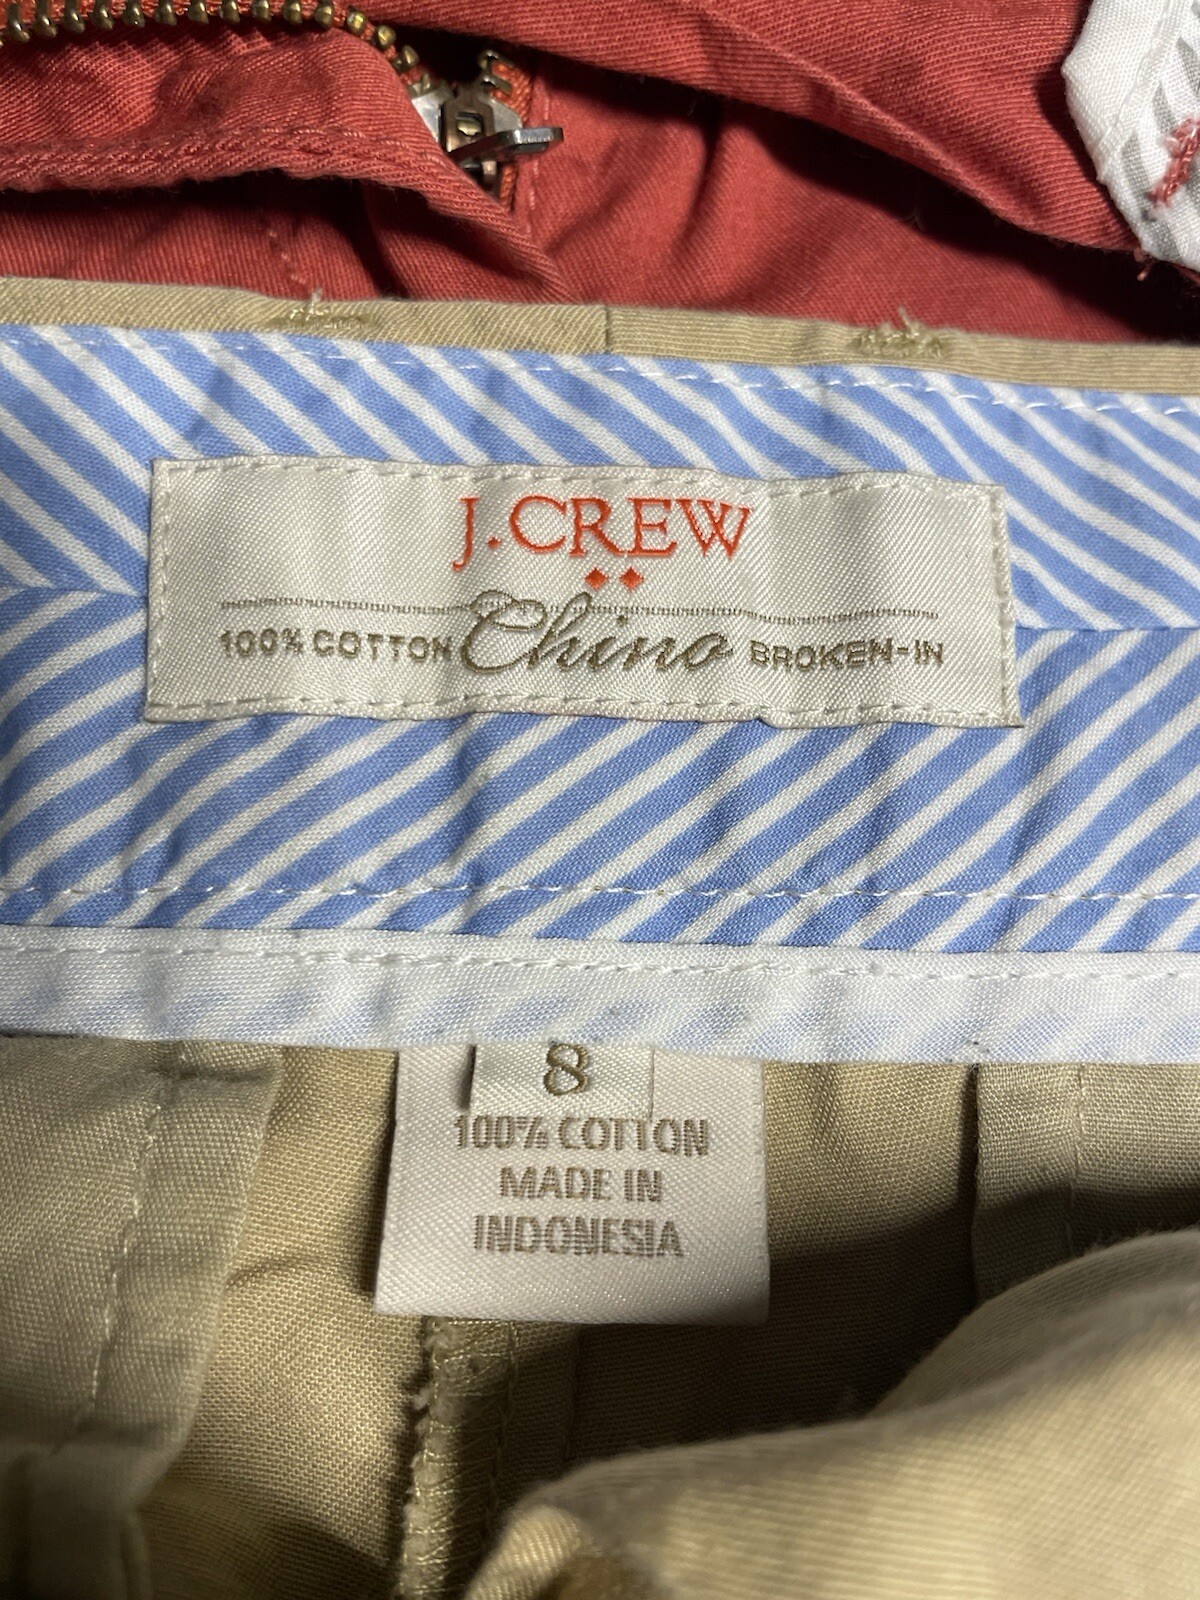 J.CREW
100% COTTON Chino BROKEN-IN
8
100% COTTON
MADE IN
INDONESIA